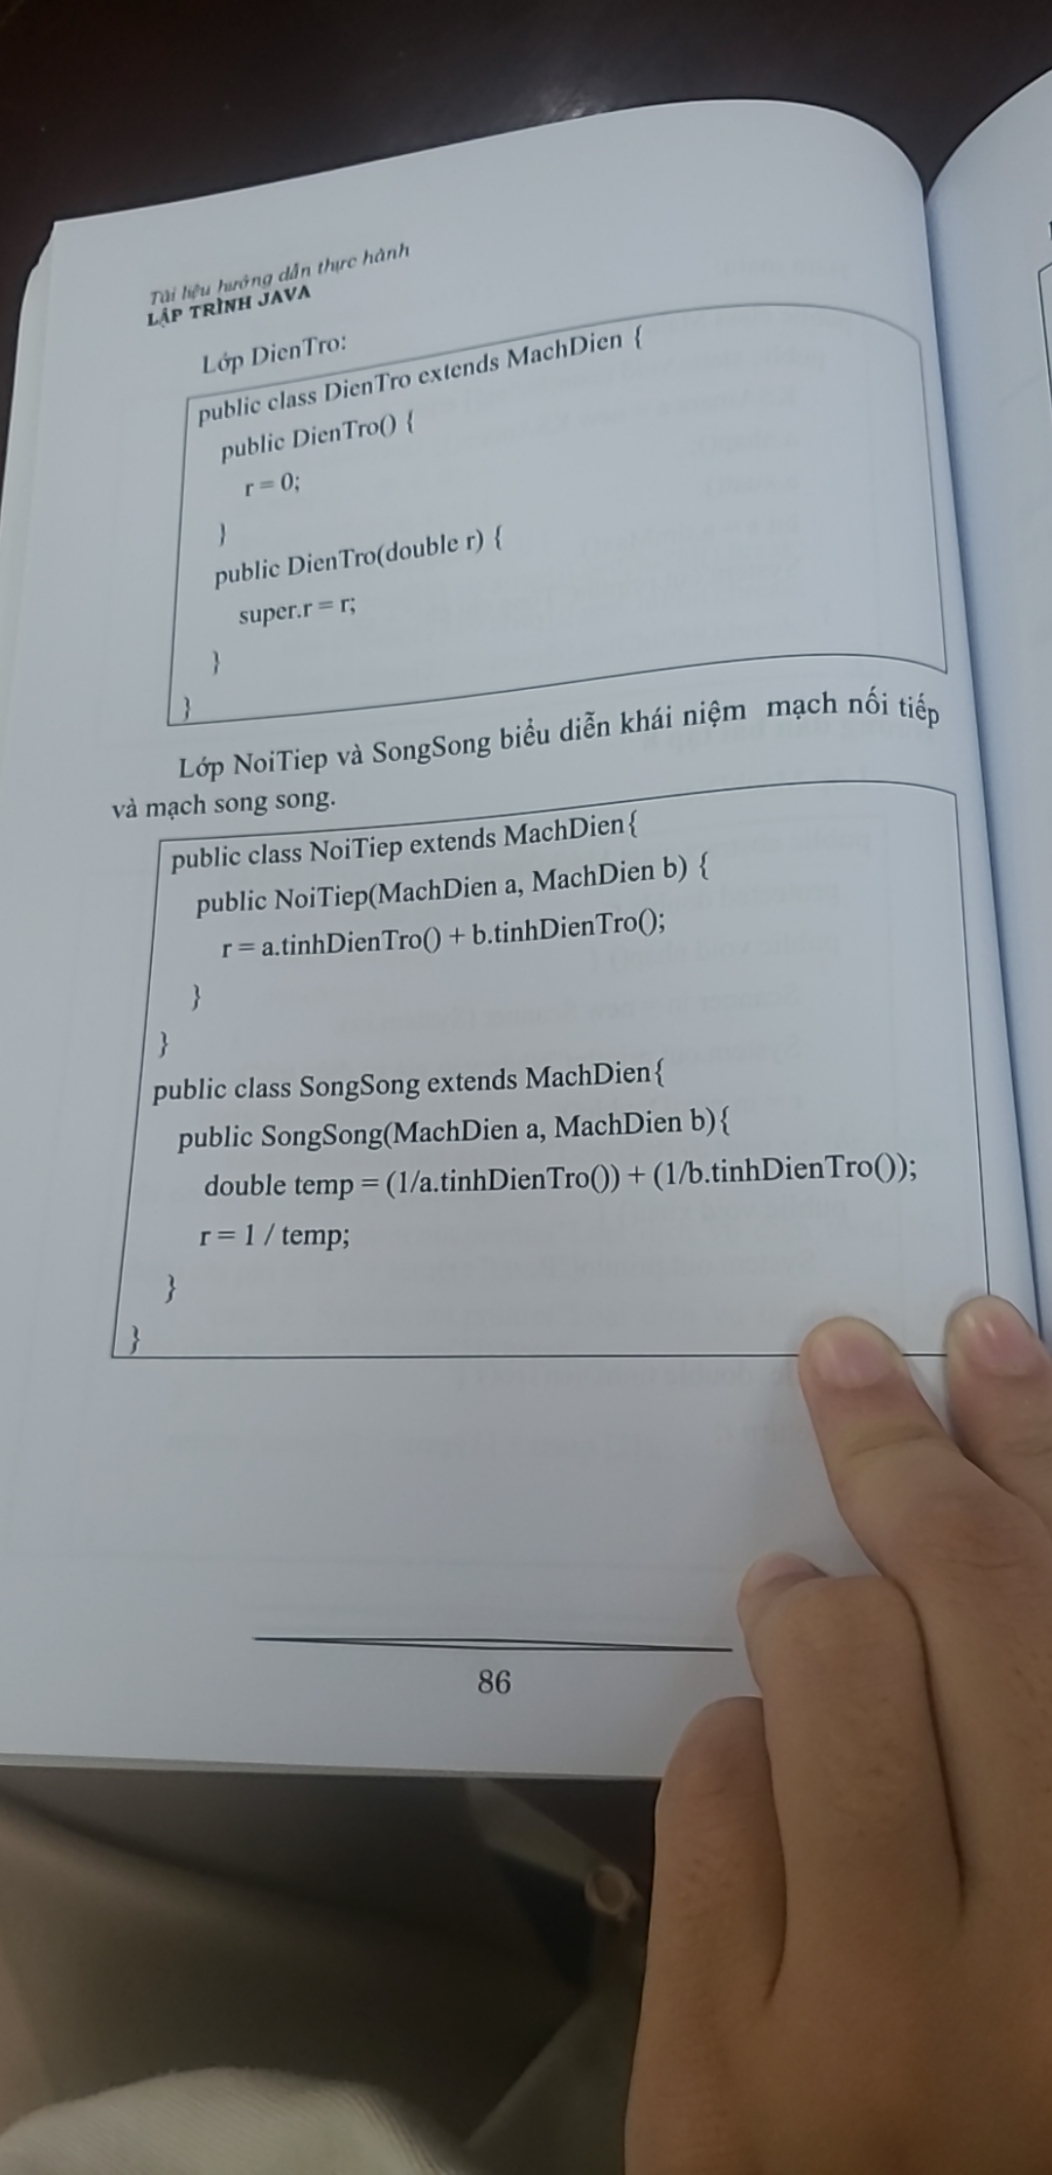 Tài liệu hướng dẫn thực hành
LẬP TRÌNH JAVA
Lớp DienTro:
public class DienTro extends MachDien {
public DienTro() {
r = 0;
}
public DienTro(double r) {
super.r = r;
}
}
Lớp NoiTiep và SongSong biểu diễn khái niệm mạch nối tiếp
và mạch song song.
public class NoiTiep extends MachDien{
public NoiTiep(MachDien a, MachDien b) {
r = a.tinhDienTro() + b.tinhDienTro();
}
}
public class SongSong extends MachDien{
public SongSong(MachDien a, MachDien b){
double temp = (1/a.tinhDienTro()) + (1/b.tinhDienTro());
r = 1 / temp;
}
}
86